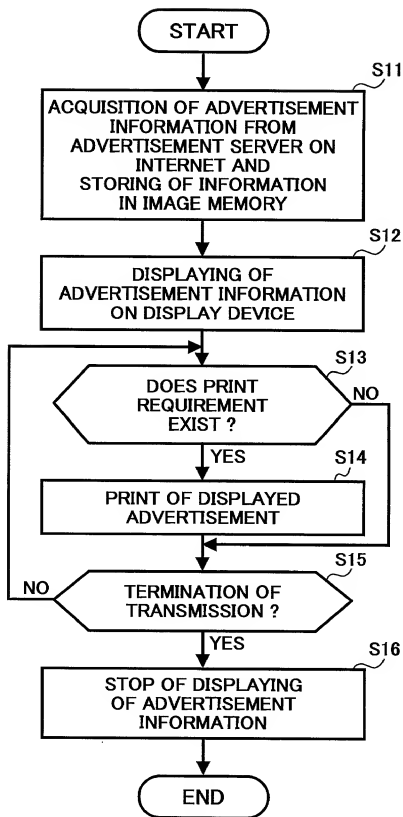 START
S11
ACQUISITION OF ADVERTISEMENT
INFORMATION FROM
ADVERTISEMENT SERVER ON
INTERNET AND
STORING OF INFORMATION
IN IMAGE MEMORY
S12
DISPLAYING OF
ADVERTISEMENT INFORMATION
ON DISPLAY DEVICE
S13
DOES PRINT
REQUIREMENT
EXIST ?
NO
YES
S14
PRINT OF DISPLAYED
ADVERTISEMENT
S15
TERMINATION OF
TRANSMISSION ?
NO
YES
S16
STOP OF DISPLAYING
OF ADVERTISEMENT
INFORMATION
END